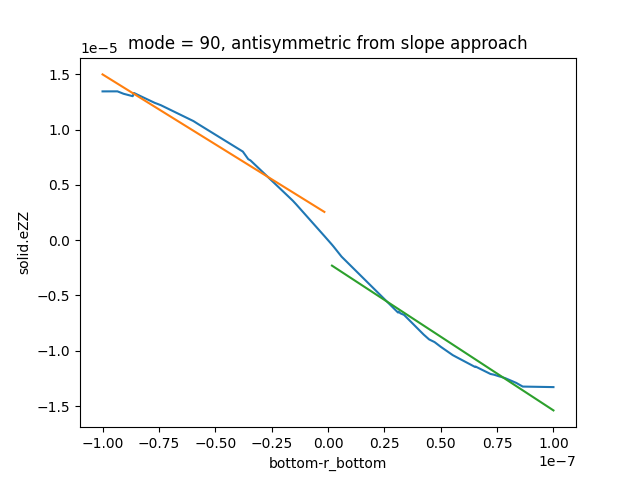 mode = 90, antisymmetric from slope approach
1e−5
1.5
1.0
0.5
0.0
−0.5
−1.0
−1.5
solid.eZZ
−1.00 −0.75 −0.50 −0.25 0.00 0.25 0.50 0.75 1.00
bottom-r_bottom
1e−7